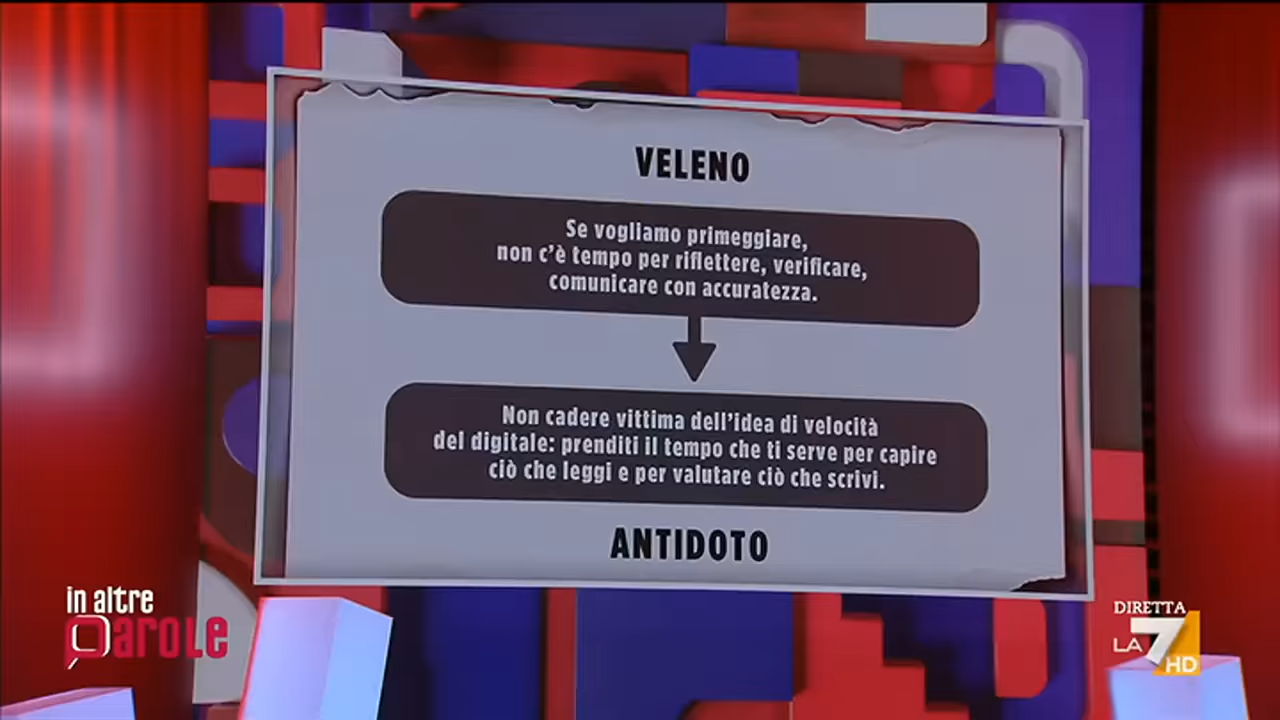 VELENO
Se vogliamo primeggiare,
non c'è tempo per riflettere, verificare,
comunicare con accuratezza.
Non cadere vittima dell'idea di velocità
del digitale: prenditi il tempo che ti serve per capire
ciò che leggi e per valutare ciò che scrivi.
ANTIDOTO
in altre
parole
DIRETTA
LA7
HD